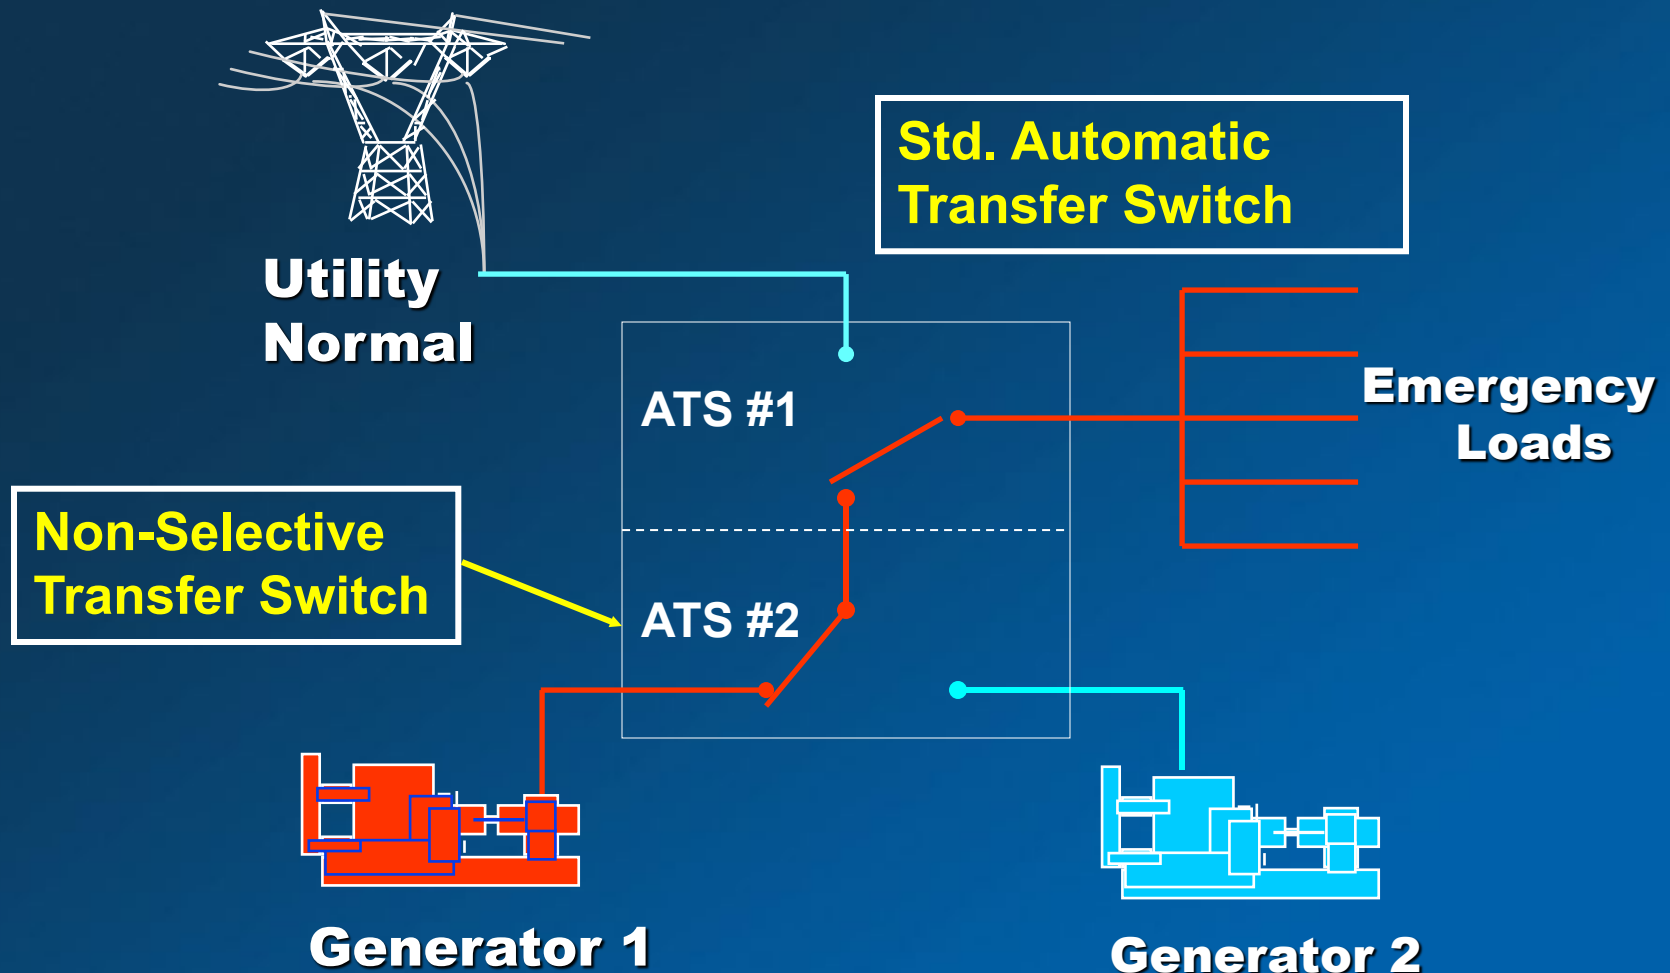 Std. Automatic
Transfer Switch
Utility
Normal
ATS #1
Emergency
Loads
Non-Selective
Transfer Switch
ATS #2
Generator 1
Generator 2